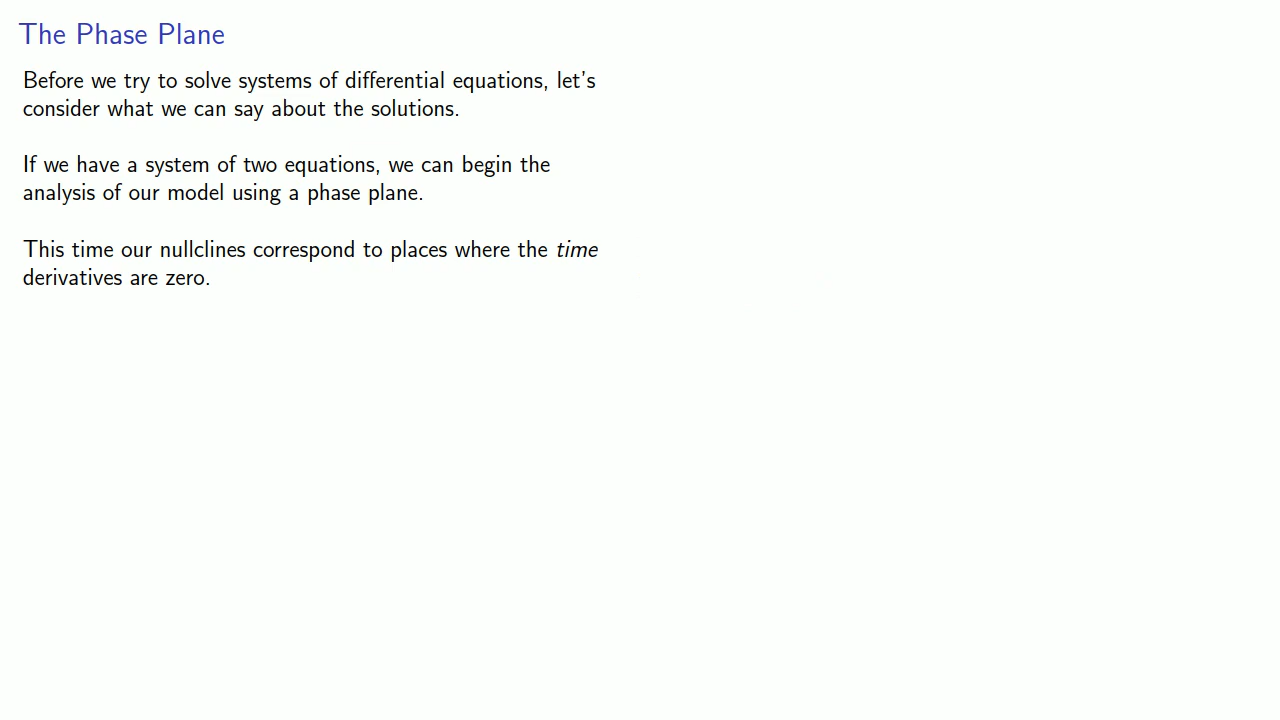 The Phase Plane
Before we try to solve systems of differential equations, let's
consider what we can say about the solutions.
If we have a system of two equations, we can begin the
analysis of our model using a phase plane.
This time our nullclines correspond to places where the time
derivatives are zero.